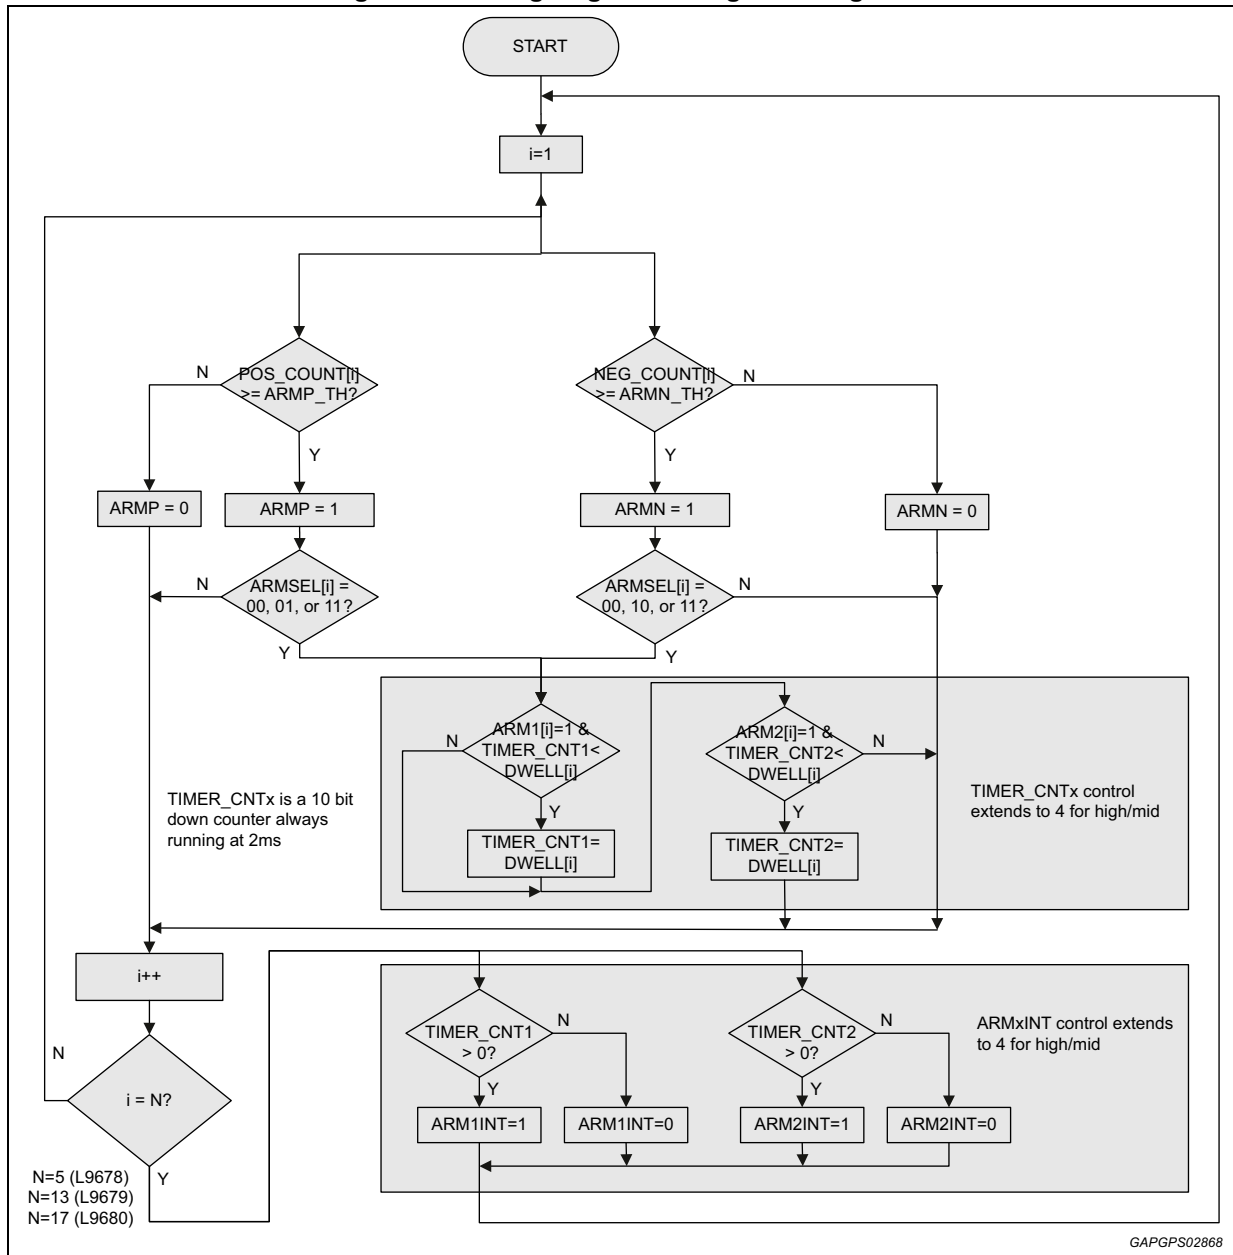 START
i=1
N
POS_COUNT[i]
>= ARMP_TH?
Y
NEG_COUNT[i]
>= ARMN_TH?
N
Y
ARMP = 0
ARMP = 1
ARMN = 1
ARMN = 0
N
ARMSEL[i] =
00, 01, or 11?
Y
ARMSEL[i] =
00, 10, or 11?
N
Y
ARM1[i]=1 &
TIMER_CNT1<
DWELL[i]
N
Y
TIMER_CNT1=
DWELL[i]
ARM2[i]=1 &
TIMER_CNT2<
DWELL[i]
N
Y
TIMER_CNT2=
DWELL[i]
TIMER_CNTx control
extends to 4 for high/mid
TIMER_CNTx is a 10 bit
down counter always
running at 2ms
i++
N
i = N?
Y
N=5 (L9678)
N=13 (L9679)
N=17 (L9680)
TIMER_CNT1
> 0?
N
Y
ARM1INT=1
ARM1INT=0
TIMER_CNT2
> 0?
N
Y
ARM2INT=1
ARM2INT=0
ARMxINT control extends
to 4 for high/mid
GAPGPS02868